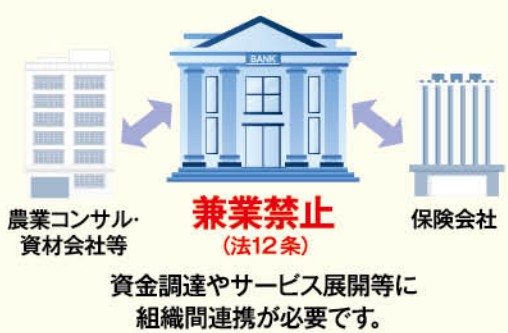 BANK
農業コンサル・
資材会社等
兼業禁止
(法12条)
保険会社
資金調達やサービス展開等に
組織間連携が必要です。